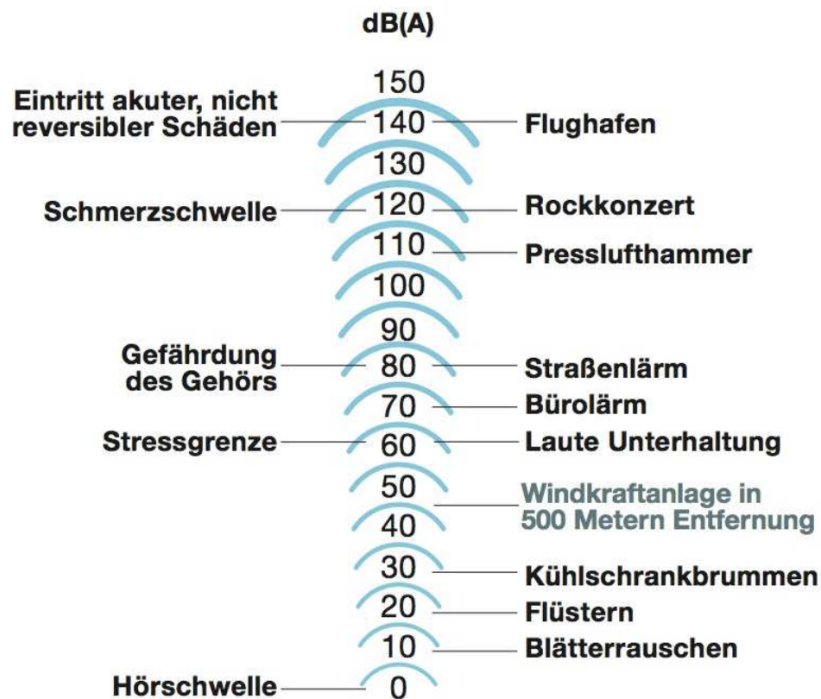 dB(A)
150
Eintritt akuter, nicht
reversibler Schäden
140
Flughafen
130
Schmerzschwelle
120
Rockkonzert
110
Presslufthammer
100
90
Gefährdung
des Gehörs
80
Straßenlärm
70
Bürolärm
Stressgrenze
60
Laute Unterhaltung
50
Windkraftanlage in
500 Metern Entfernung
40
30
Kühlschrankbrummen
20
Flüstern
10
Blätterrauschen
Hörschwelle
0